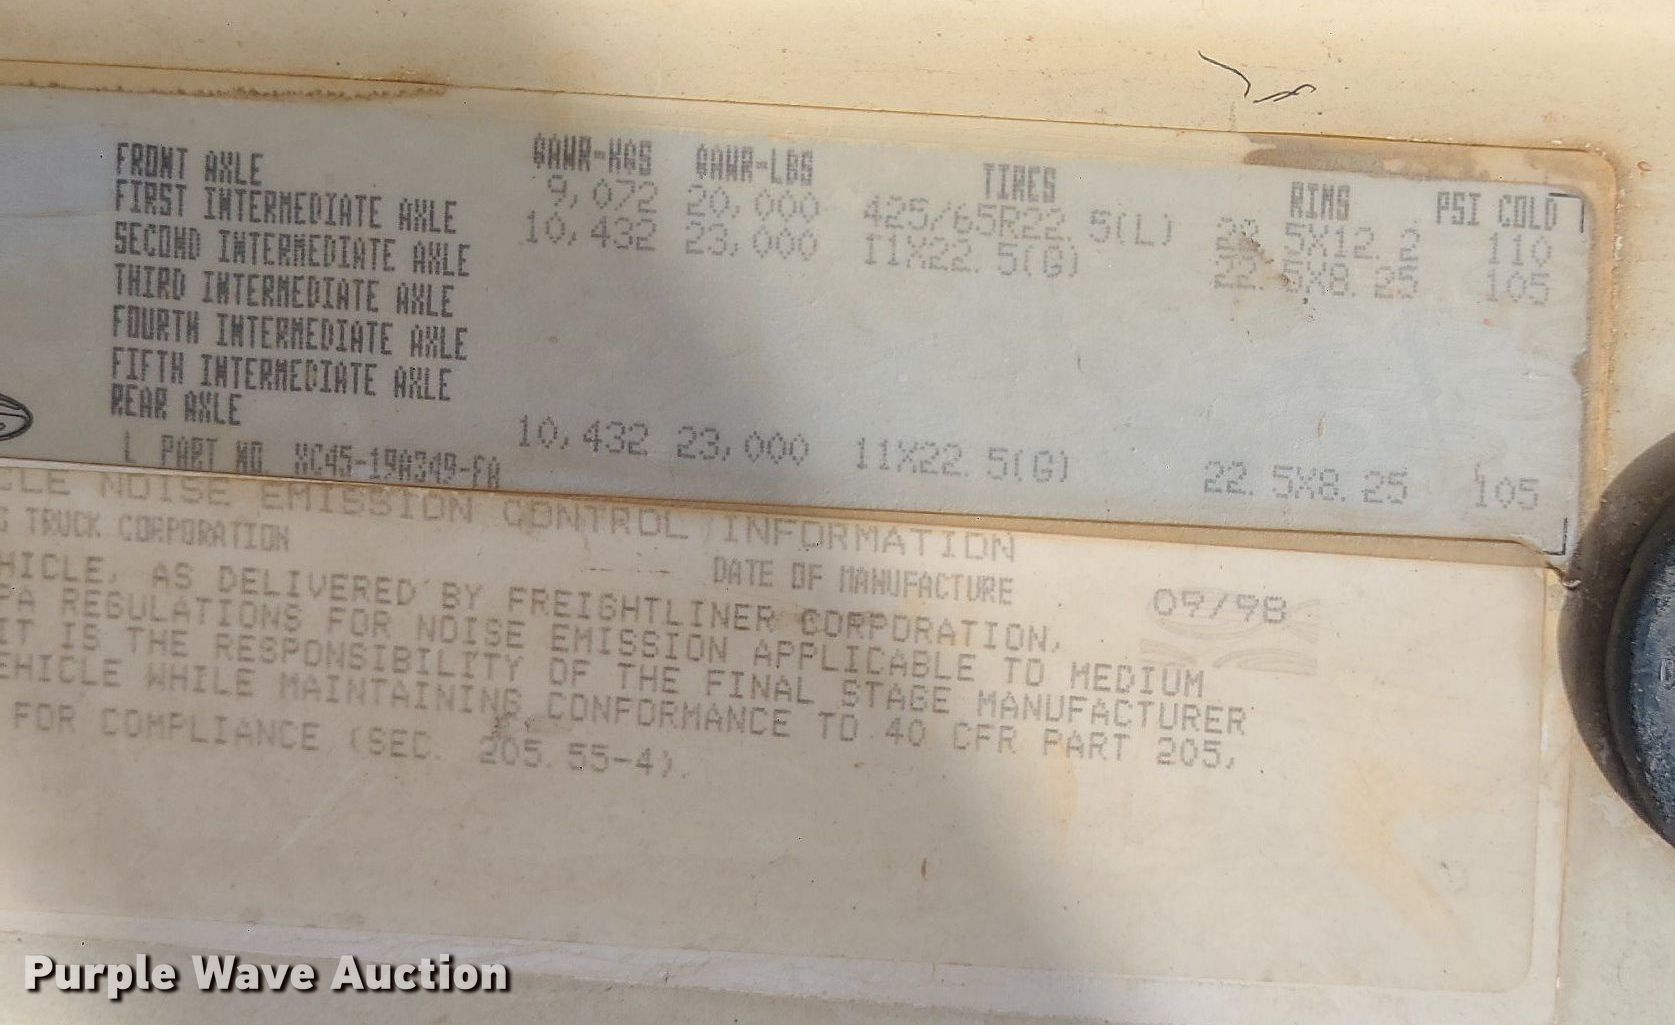 GAWR-KGS GAWR-LBS TIRES RIMS PSI COLD
FRONT AXLE 9,072 20,000 425/65R22.5(L) 22.5X12.2 110
FIRST INTERMEDIATE AXLE 10,432 23,000 11X22.5(G) 22.5X8.25 105
SECOND INTERMEDIATE AXLE
THIRD INTERMEDIATE AXLE
FOURTH INTERMEDIATE AXLE
FIFTH INTERMEDIATE AXLE
REAR AXLE 10,432 23,000 11X22.5(G) 22.5X8.25 105
L PART NO. XC45-19A349-FA
CLE NOISE EMISSION CONTROL INFORMATION
G TRUCK CORPORATION DATE OF MANUFACTURE 09/98
HICLE, AS DELIVERED BY FREIGHTLINER CORPORATION,
PA REGULATIONS FOR NOISE EMISSION APPLICABLE TO MEDIUM
IT IS THE RESPONSIBILITY OF THE FINAL STAGE MANUFACTURER
EHICLE WHILE MAINTAINING CONFORMANCE TO 40 CFR PART 205,
FOR COMPLIANCE (SEC. 205.55-4).
Purple Wave Auction